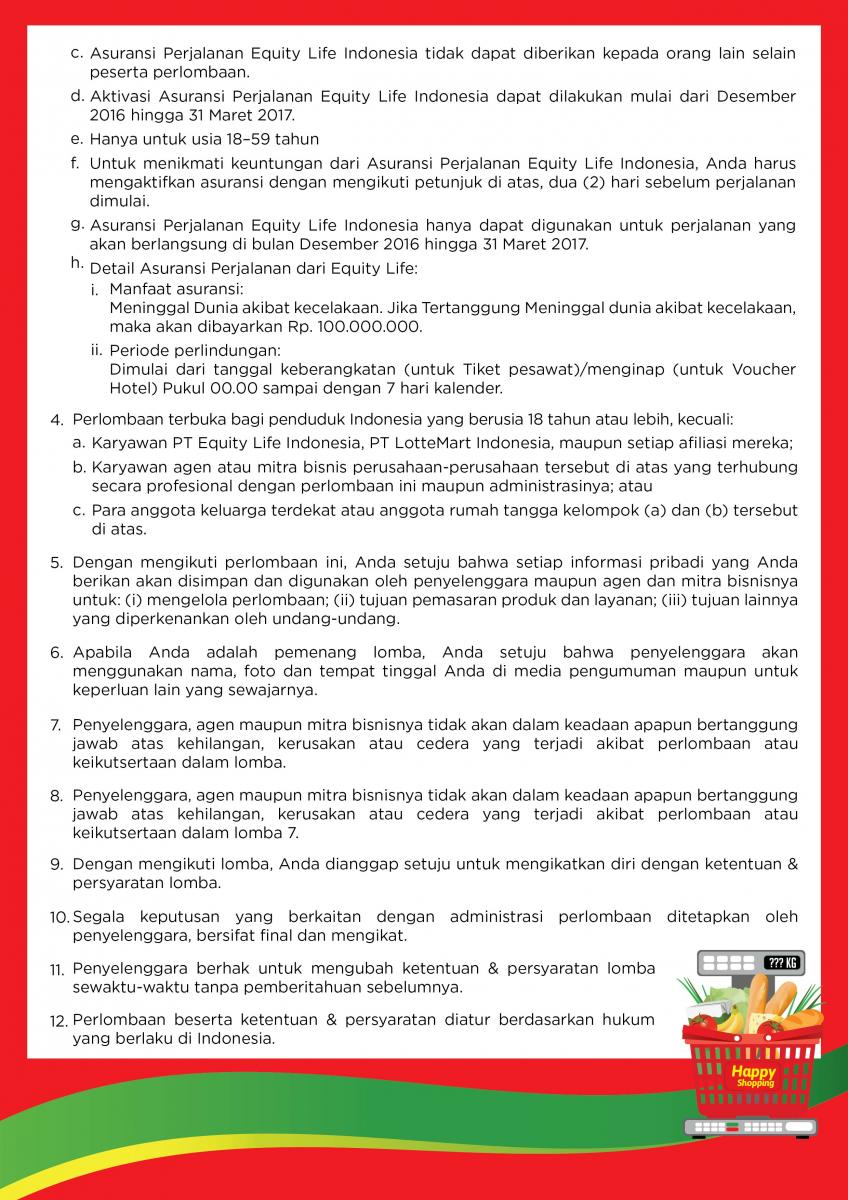 c. Asuransi Perjalanan Equity Life Indonesia tidak dapat diberikan kepada orang lain selain
peserta perlombaan.
d. Aktivasi Asuransi Perjalanan Equity Life Indonesia dapat dilakukan mulai dari Desember
2016 hingga 31 Maret 2017.
e. Hanya untuk usia 18–59 tahun
f. Untuk menikmati keuntungan dari Asuransi Perjalanan Equity Life Indonesia, Anda harus
mengaktifkan asuransi dengan mengikuti petunjuk di atas, dua (2) hari sebelum perjalanan
dimulai.
g. Asuransi Perjalanan Equity Life Indonesia hanya dapat digunakan untuk perjalanan yang
akan berlangsung di bulan Desember 2016 hingga 31 Maret 2017.
h. Detail Asuransi Perjalanan dari Equity Life:
i. Manfaat asuransi:
Meninggal Dunia akibat kecelakaan. Jika Tertanggung Meninggal dunia akibat kecelakaan,
maka akan dibayarkan Rp. 100.000.000.
ii. Periode perlindungan:
Dimulai dari tanggal keberangkatan (untuk Tiket pesawat)/menginap (untuk Voucher
Hotel) Pukul 00.00 sampai dengan 7 hari kalender.
4. Perlombaan terbuka bagi penduduk Indonesia yang berusia 18 tahun atau lebih, kecuali:
a. Karyawan PT Equity Life Indonesia, PT LotteMart Indonesia, maupun setiap afiliasi mereka;
b. Karyawan agen atau mitra bisnis perusahaan-perusahaan tersebut di atas yang terhubung
secara profesional dengan perlombaan ini maupun administrasinya; atau
c. Para anggota keluarga terdekat atau anggota rumah tangga kelompok (a) dan (b) tersebut
di atas.
5. Dengan mengikuti perlombaan ini, Anda setuju bahwa setiap informasi pribadi yang Anda
berikan akan disimpan dan digunakan oleh penyelenggara maupun agen dan mitra bisnisnya
untuk: (i) mengelola perlombaan; (ii) tujuan pemasaran produk dan layanan; (iii) tujuan lainnya
yang diperkenankan oleh undang-undang.
6. Apabila Anda adalah pemenang lomba, Anda setuju bahwa penyelenggara akan
menggunakan nama, foto dan tempat tinggal Anda di media pengumuman maupun untuk
keperluan lain yang sewajarnya.
7. Penyelenggara, agen maupun mitra bisnisnya tidak akan dalam keadaan apapun bertanggung
jawab atas kehilangan, kerusakan atau cedera yang terjadi akibat perlombaan atau
keikutsertaan dalam lomba.
8. Penyelenggara, agen maupun mitra bisnisnya tidak akan dalam keadaan apapun bertanggung
jawab atas kehilangan, kerusakan atau cedera yang terjadi akibat perlombaan atau
keikutsertaan dalam lomba 7.
9. Dengan mengikuti lomba, Anda dianggap setuju untuk mengikatkan diri dengan ketentuan &
persyaratan lomba.
10. Segala keputusan yang berkaitan dengan administrasi perlombaan ditetapkan oleh
penyelenggara, bersifat final dan mengikat.
11. Penyelenggara berhak untuk mengubah ketentuan & persyaratan lomba
sewaktu-waktu tanpa pemberitahuan sebelumnya.
12. Perlombaan beserta ketentuan & persyaratan diatur berdasarkan hukum
yang berlaku di Indonesia.
??? KG
Happy
Shopping